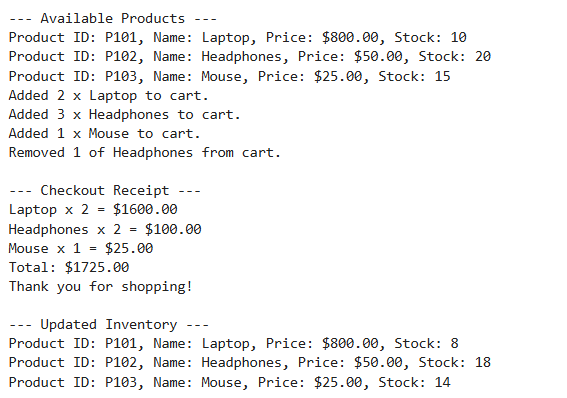 --- Available Products ---
Product ID: P101, Name: Laptop, Price: $800.00, Stock: 10
Product ID: P102, Name: Headphones, Price: $50.00, Stock: 20
Product ID: P103, Name: Mouse, Price: $25.00, Stock: 15
Added 2 x Laptop to cart.
Added 3 x Headphones to cart.
Added 1 x Mouse to cart.
Removed 1 of Headphones from cart.
--- Checkout Receipt ---
Laptop x 2 = $1600.00
Headphones x 2 = $100.00
Mouse x 1 = $25.00
Total: $1725.00
Thank you for shopping!
--- Updated Inventory ---
Product ID: P101, Name: Laptop, Price: $800.00, Stock: 8
Product ID: P102, Name: Headphones, Price: $50.00, Stock: 18
Product ID: P103, Name: Mouse, Price: $25.00, Stock: 14